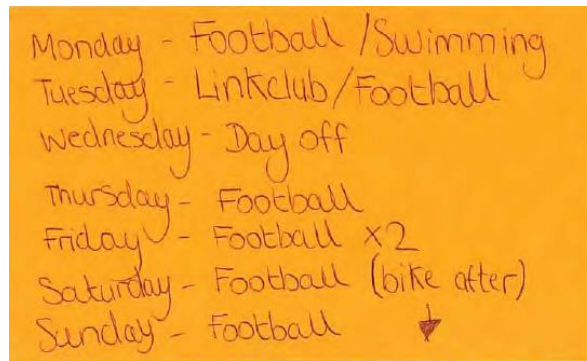 Monday - Football / Swimming
Tuesday - Linkclub / Football
Wednesday - Day off
Thursday - Football
Friday - Football x2
Saturday - Football (bike after)
Sunday - Football